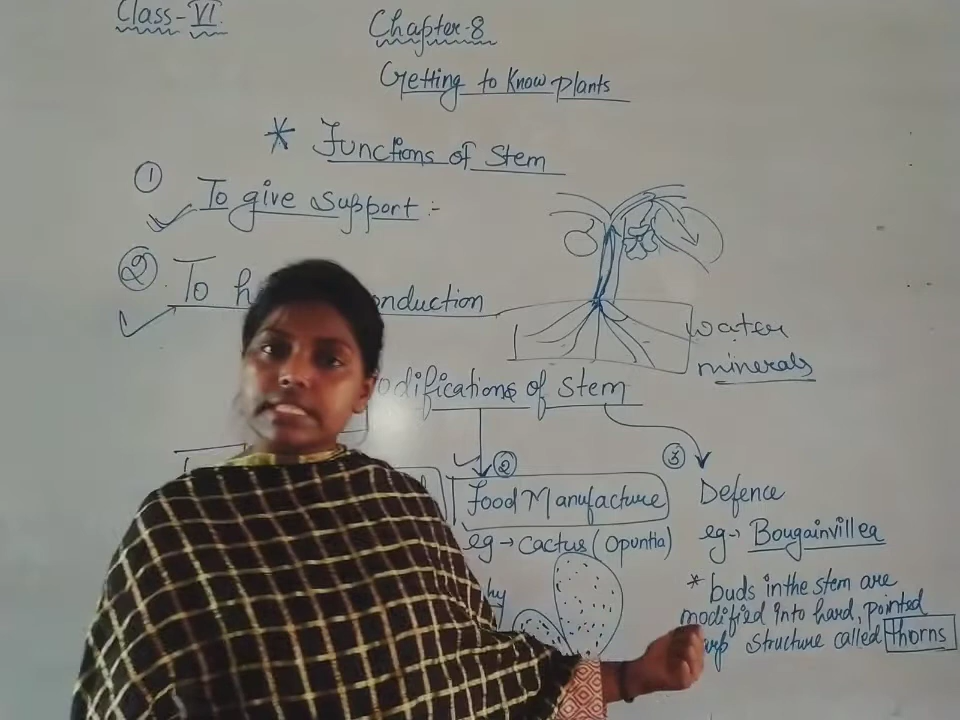 Class-VI
Chapter-8
Getting to Know Plants
* Functions of Stem
① To give support :-
② To h
onduction
water
minerals
odifications of stem
②
③
Food Manufacture
Defence
eg → Cactus (Opuntia)
eg → Bougainvillea
hy
* buds in the stem are
modified into hard, pointed
arp structure called thorns